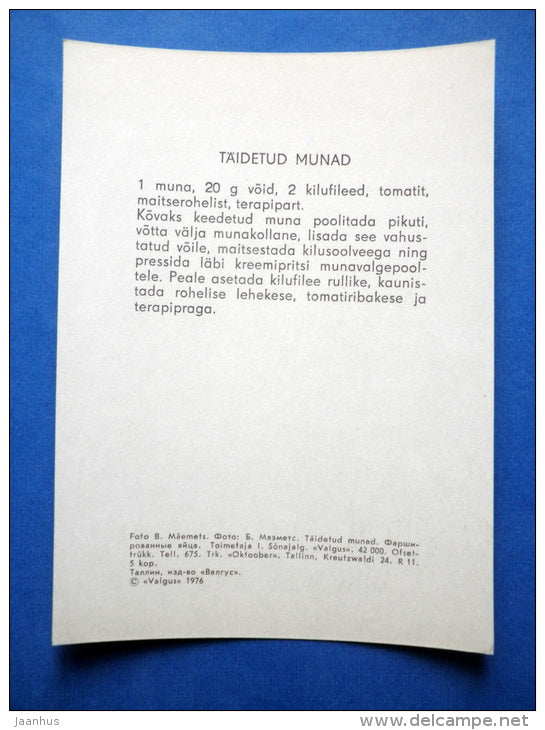 TÄIDETUD MUNAD
1 muna, 20 g võid, 2 kilufileed, tomatit,
maitserohelist, terapipart.
Kõvaks keedetud muna poolitada pikuti,
võtta välja munakollane, lisada see vahus-
tatud võile, maitsestada kilusoolveega ning
pressida läbi kreemipritsi munavalgepool-
tele. Peale asetada kilufilee rullike, kaunis-
tada rohelise lehekese, tomatiribakese ja
terapipraga.
Foto B. Mäemets. Фото: Б. Мяэметс. Täidetud munad. Фарши-
рованные яйца. Toimetaja I. Sõnajalg. «Valgus». 42 000. Ofset-
trükk. Tell. 675. Trk. «Oktoober». Tallinn, Kreutzwaldi 24. R 11.
5 kop.
Таллин, изд-во «Валгус».
© «Valgus» 1976
jaanhus
www.delcampe.net